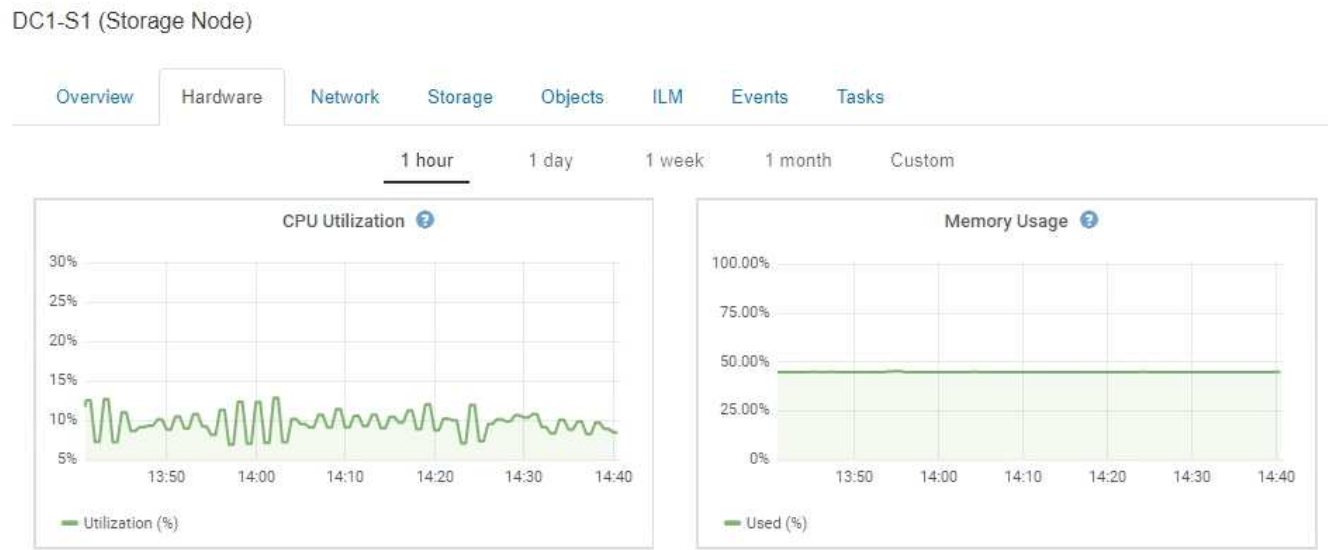 DC1-S1 (Storage Node)
Overview Hardware Network Storage Objects ILM Events Tasks
1 hour 1 day 1 week 1 month Custom
CPU Utilization ?
30%
25%
20%
15%
10%
5%
13:50 14:00 14:10 14:20 14:30 14:40
Utilization (%)
Memory Usage ?
100.00%
75.00%
50.00%
25.00%
0%
13:50 14:00 14:10 14:20 14:30 14:40
Used (%)